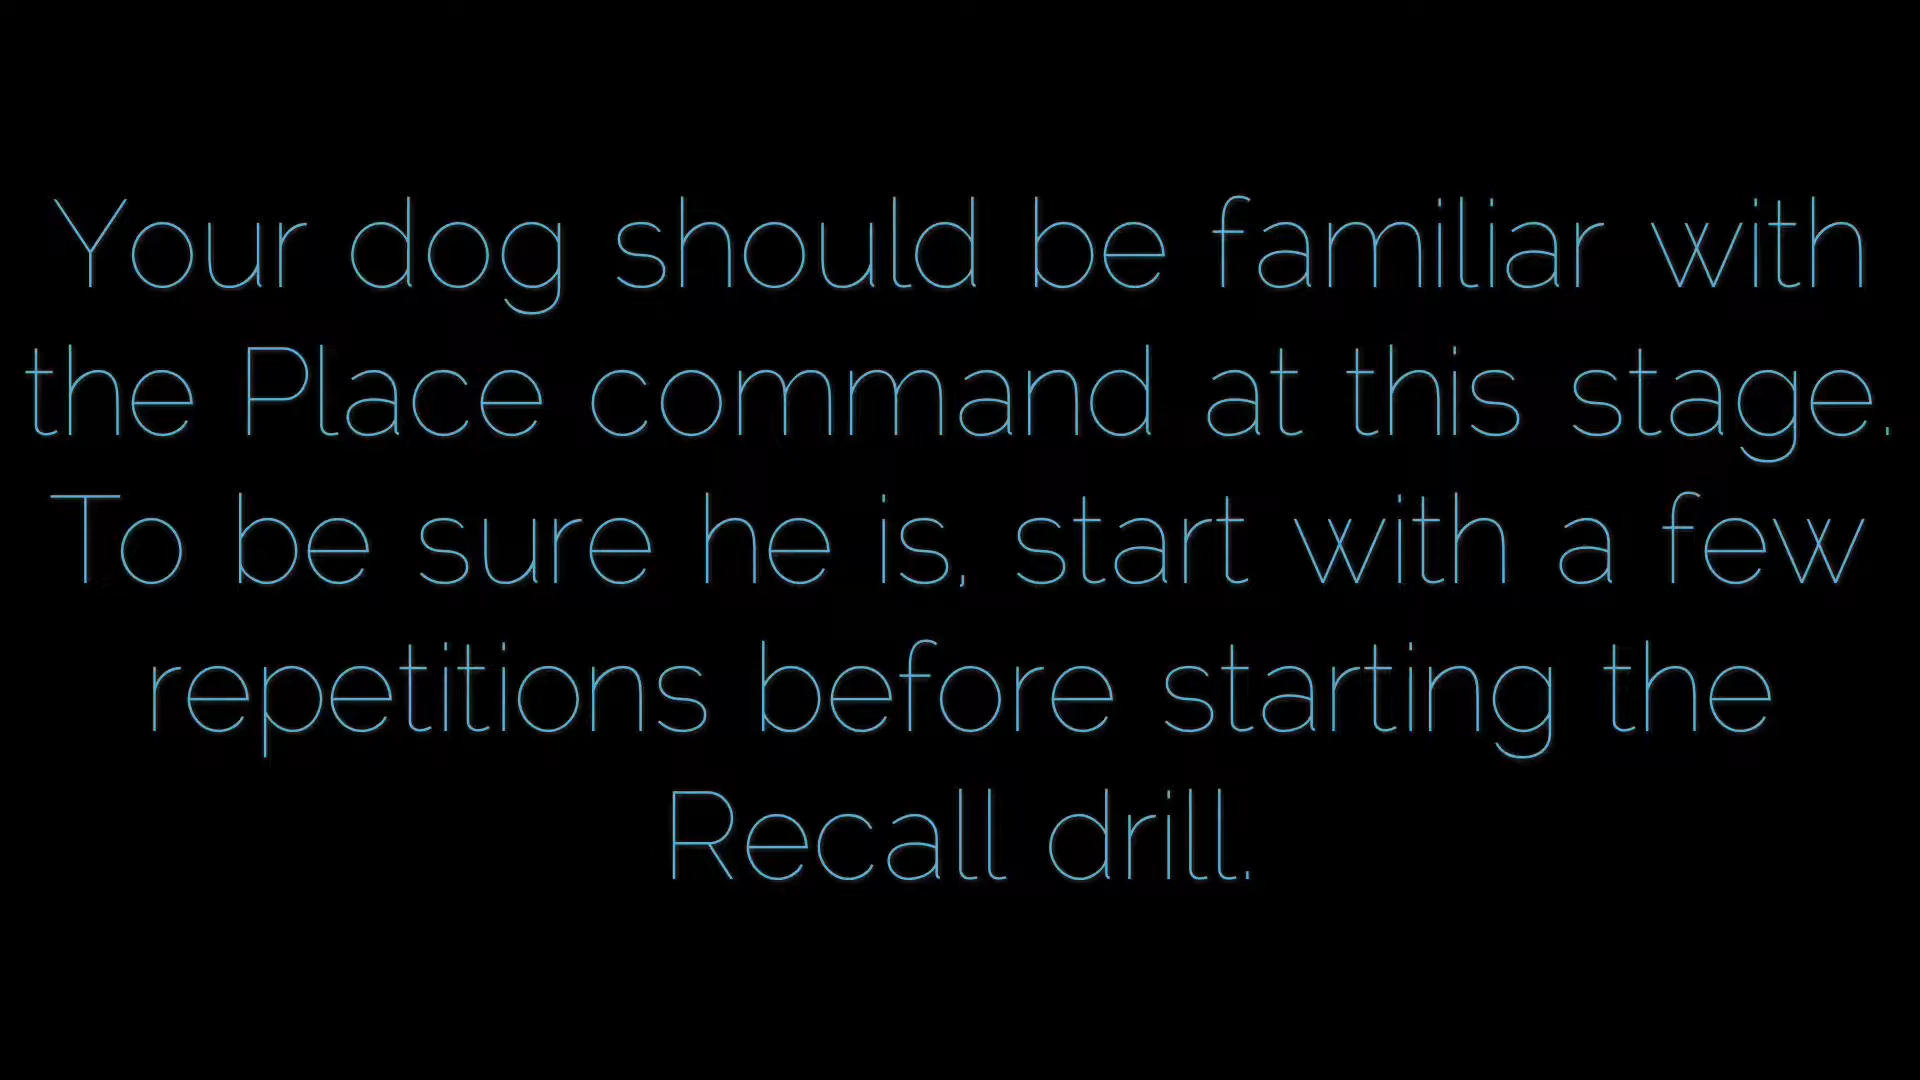 Your dog should be familiar with
the Place command at this stage.
To be sure he is, start with a few
repetitions before starting the
Recall drill.